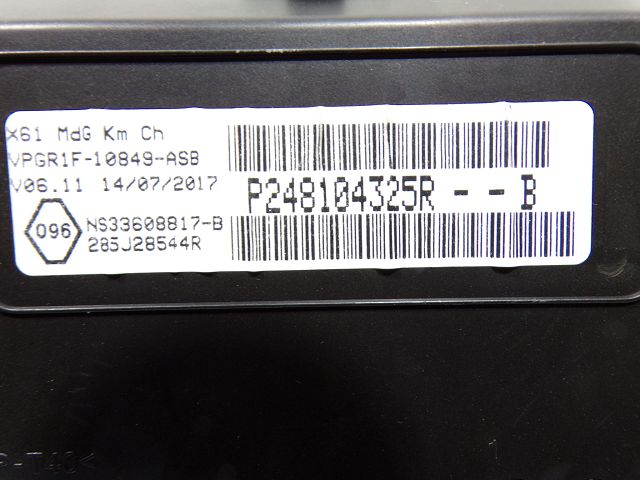 X61 MdG Km Ch
VPGR1F-10849-ASB
V06.11 14/07/2017
P248104325R - - B
096
NS33608817-B
285J28544R